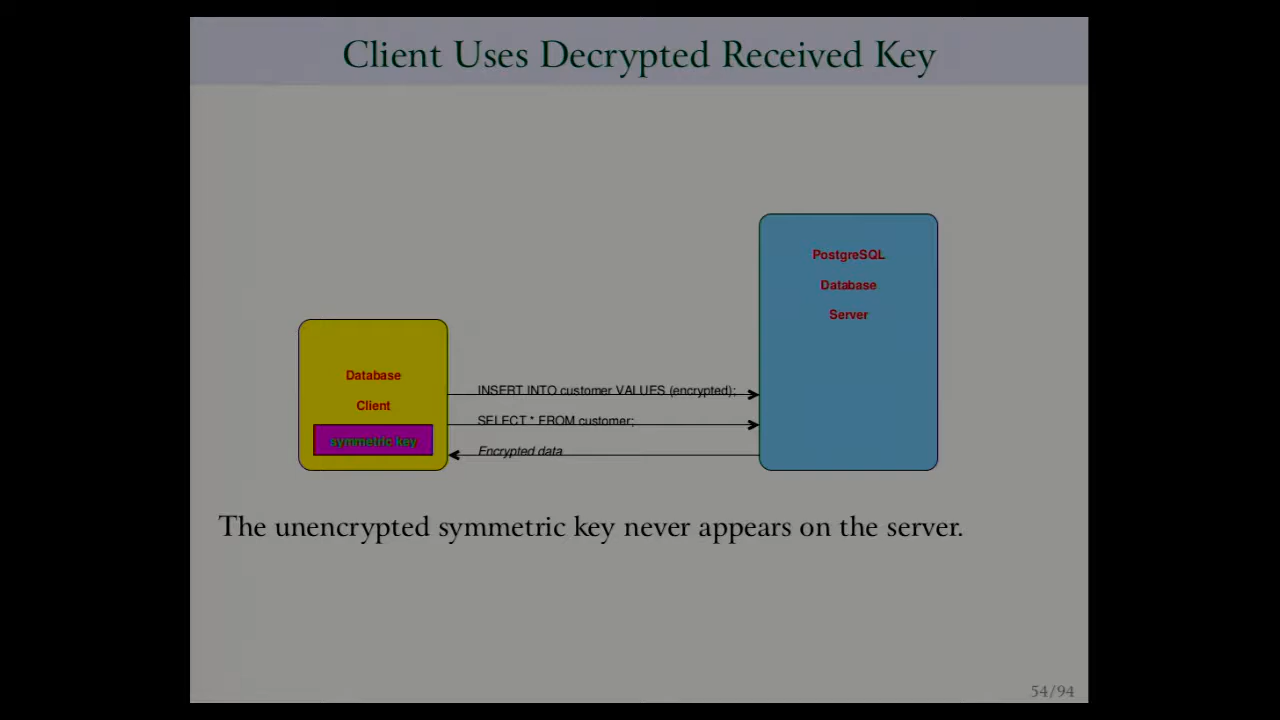 Client Uses Decrypted Received Key
PostgreSQL
Database
Server
Database
Client
symmetric key
INSERT INTO customer VALUES (encrypted);
SELECT * FROM customer;
Encrypted data
The unencrypted symmetric key never appears on the server.
54/94